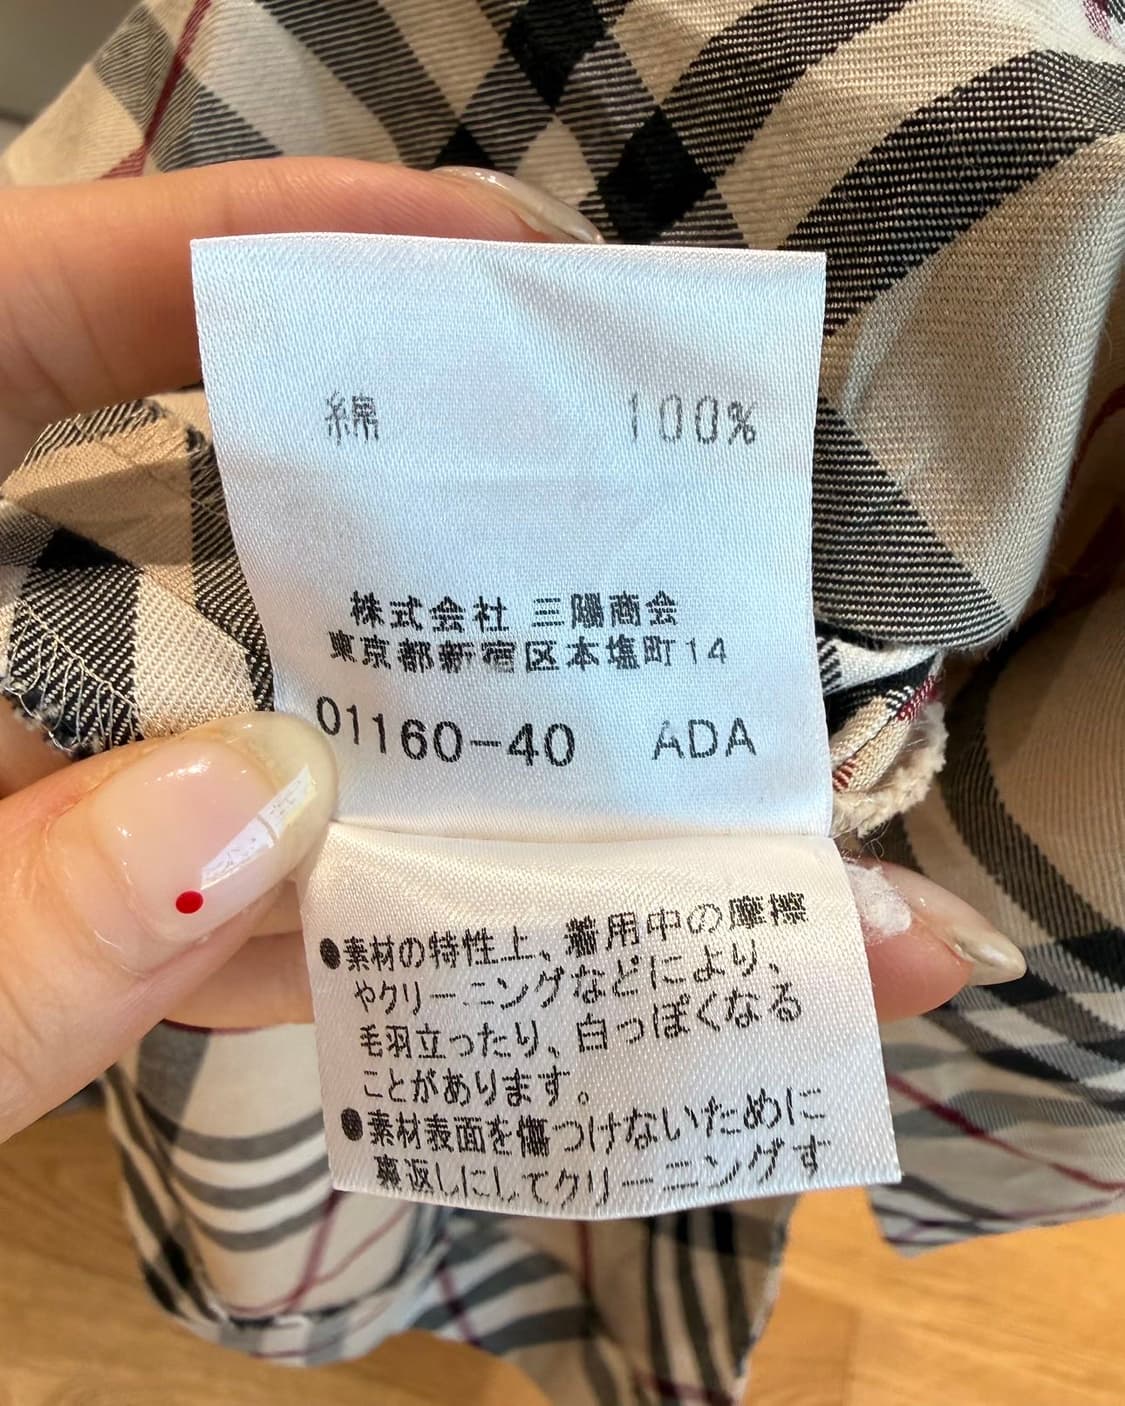 綿 100%
株式会社 三陽商会
東京都新宿区本塩町14
01160-40 ADA
●素材の特性上、着用中の摩擦
やクリーニングなどにより、
毛羽立ったり、白っぽくなる
ことがあります。
●素材表面を傷つけないために
裏返しにしてクリーニングす